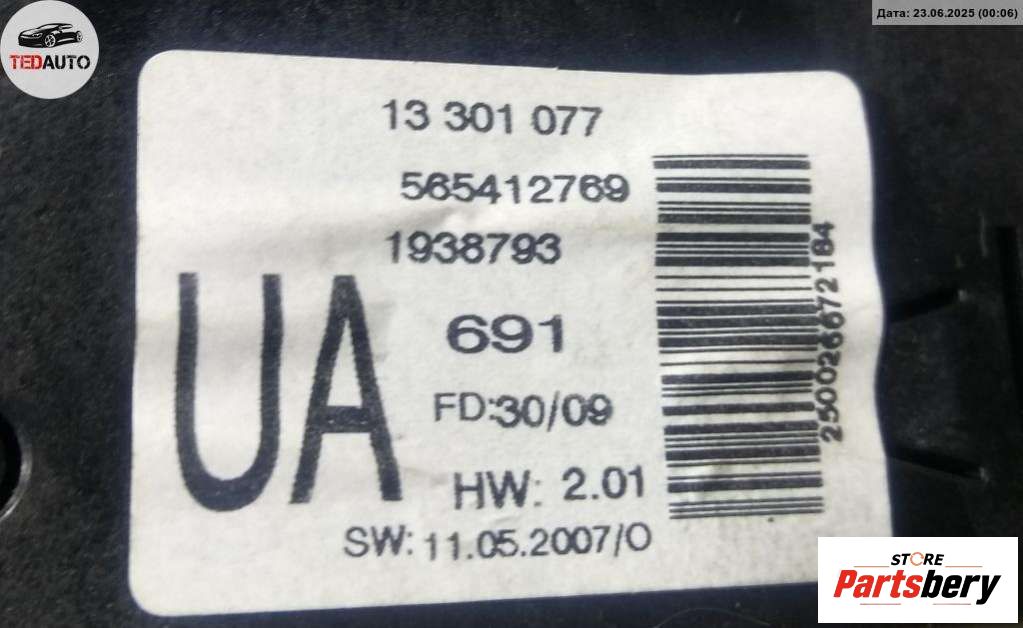 TEDAUTO
Дата: 23.06.2025 (00:06)
13 301 077
565412769
1938793
UA
691
FD:30/09
HW: 2.01
SW: 11.05.2007/O
250026672184
STORE
Partsbery